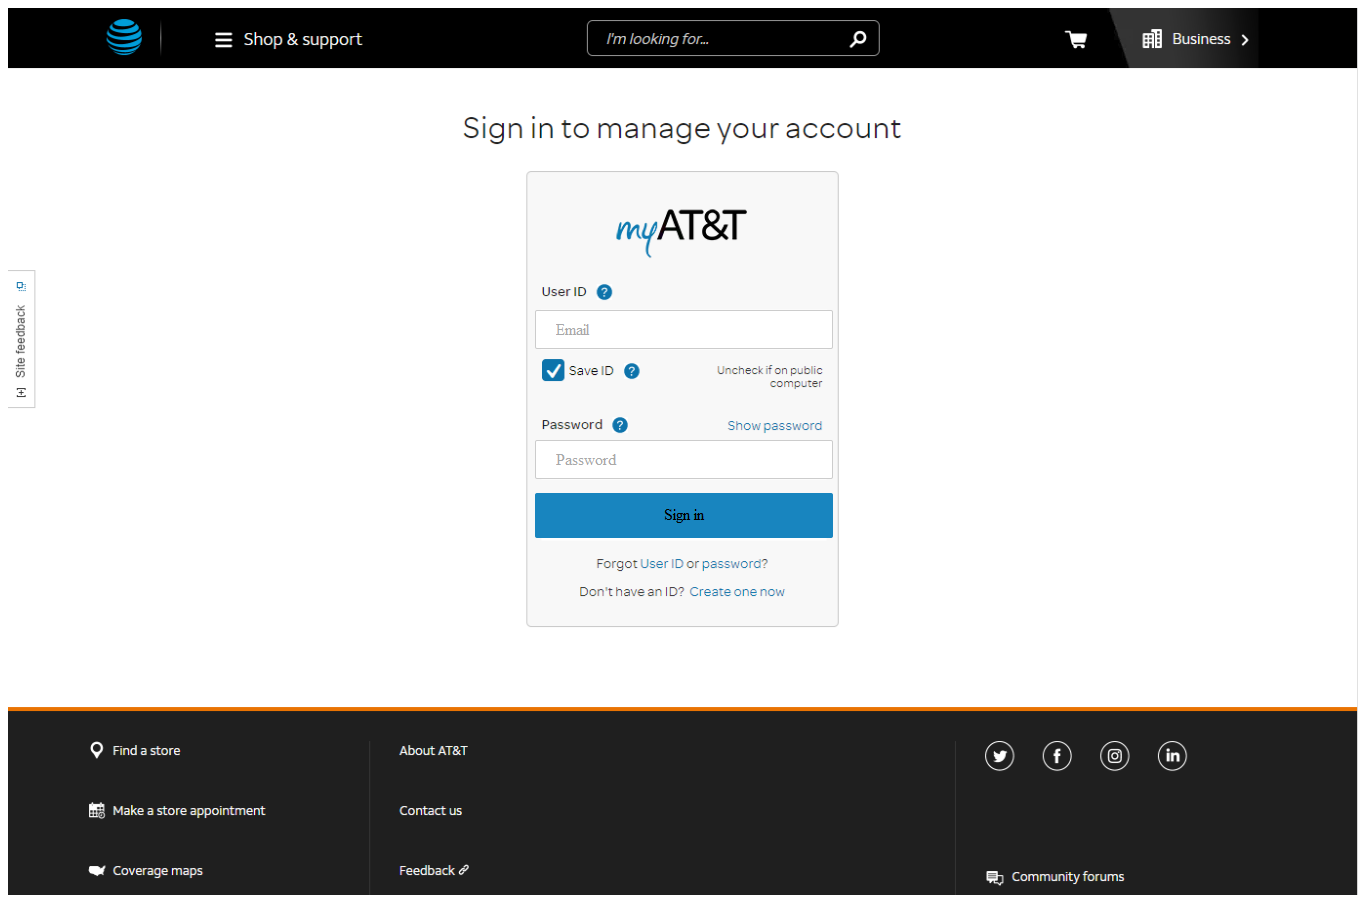 Shop & support
I'm looking for...
Business
Sign in to manage your account
myAT&T
User ID ?
Email
Save ID ?
Uncheck if on public
computer
Password ?
Show password
Password
Sign in
Forgot User ID or password?
Don't have an ID? Create one now
[+] Site feedback
Find a store
Make a store appointment
Coverage maps
About AT&T
Contact us
Feedback
f
in
Community forums